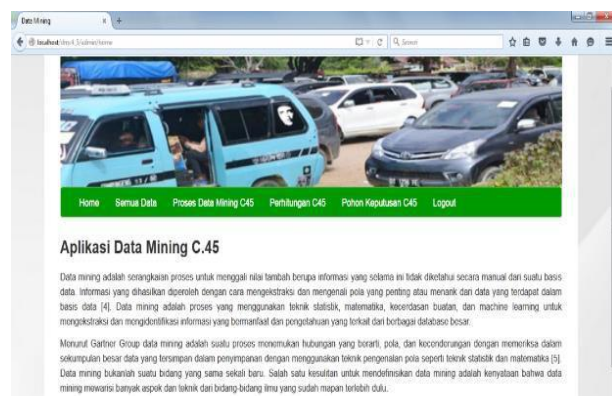 Data Mining
Search
Home Semua Data Proses Data Mining C45 Perhitungan C45 Pohon Keputusan C45 Logout
Aplikasi Data Mining C.45
Data mining adalah serangkaian proses untuk menggali nilai tambah berupa informasi yang selama ini tidak diketahui secara manual dari suatu basis
data. Informasi yang dihasilkan diperoleh dengan cara mengekstraksi dan mengenali pola yang penting atau menarik dari data yang terdapat dalam
basis data [4]. Data mining adalah proses yang menggunakan teknik statistik, matematika, kecerdasan buatan, dan machine learning untuk
mengekstraksi dan mengidentifikasi informasi yang bermanfaat dan pengetahuan yang terkait dari berbagai database besar.
Menurut Gartner Group data mining adalah suatu proses menemukan hubungan yang berarti, pola, dan kecenderungan dengan memeriksa dalam
sekumpulan besar data yang tersimpan dalam penyimpanan dengan menggunakan teknik pengenalan pola seperti teknik statistik dan matematika [5].
Data mining bukanlah suatu bidang yang sama sekali baru. Salah satu kesulitan untuk mendefinisikan data mining adalah kenyataan bahwa data
mining mewarisi banyak aspek dan teknik dari bidang-bidang ilmu yang sudah mapan terlebih dulu.